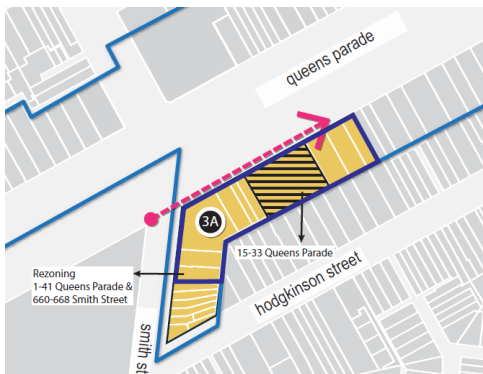 queens parade
3A
15-33 Queens Parade
Rezoning
1-41 Queens Parade &
660-668 Smith Street
hodgkinson street
smith st